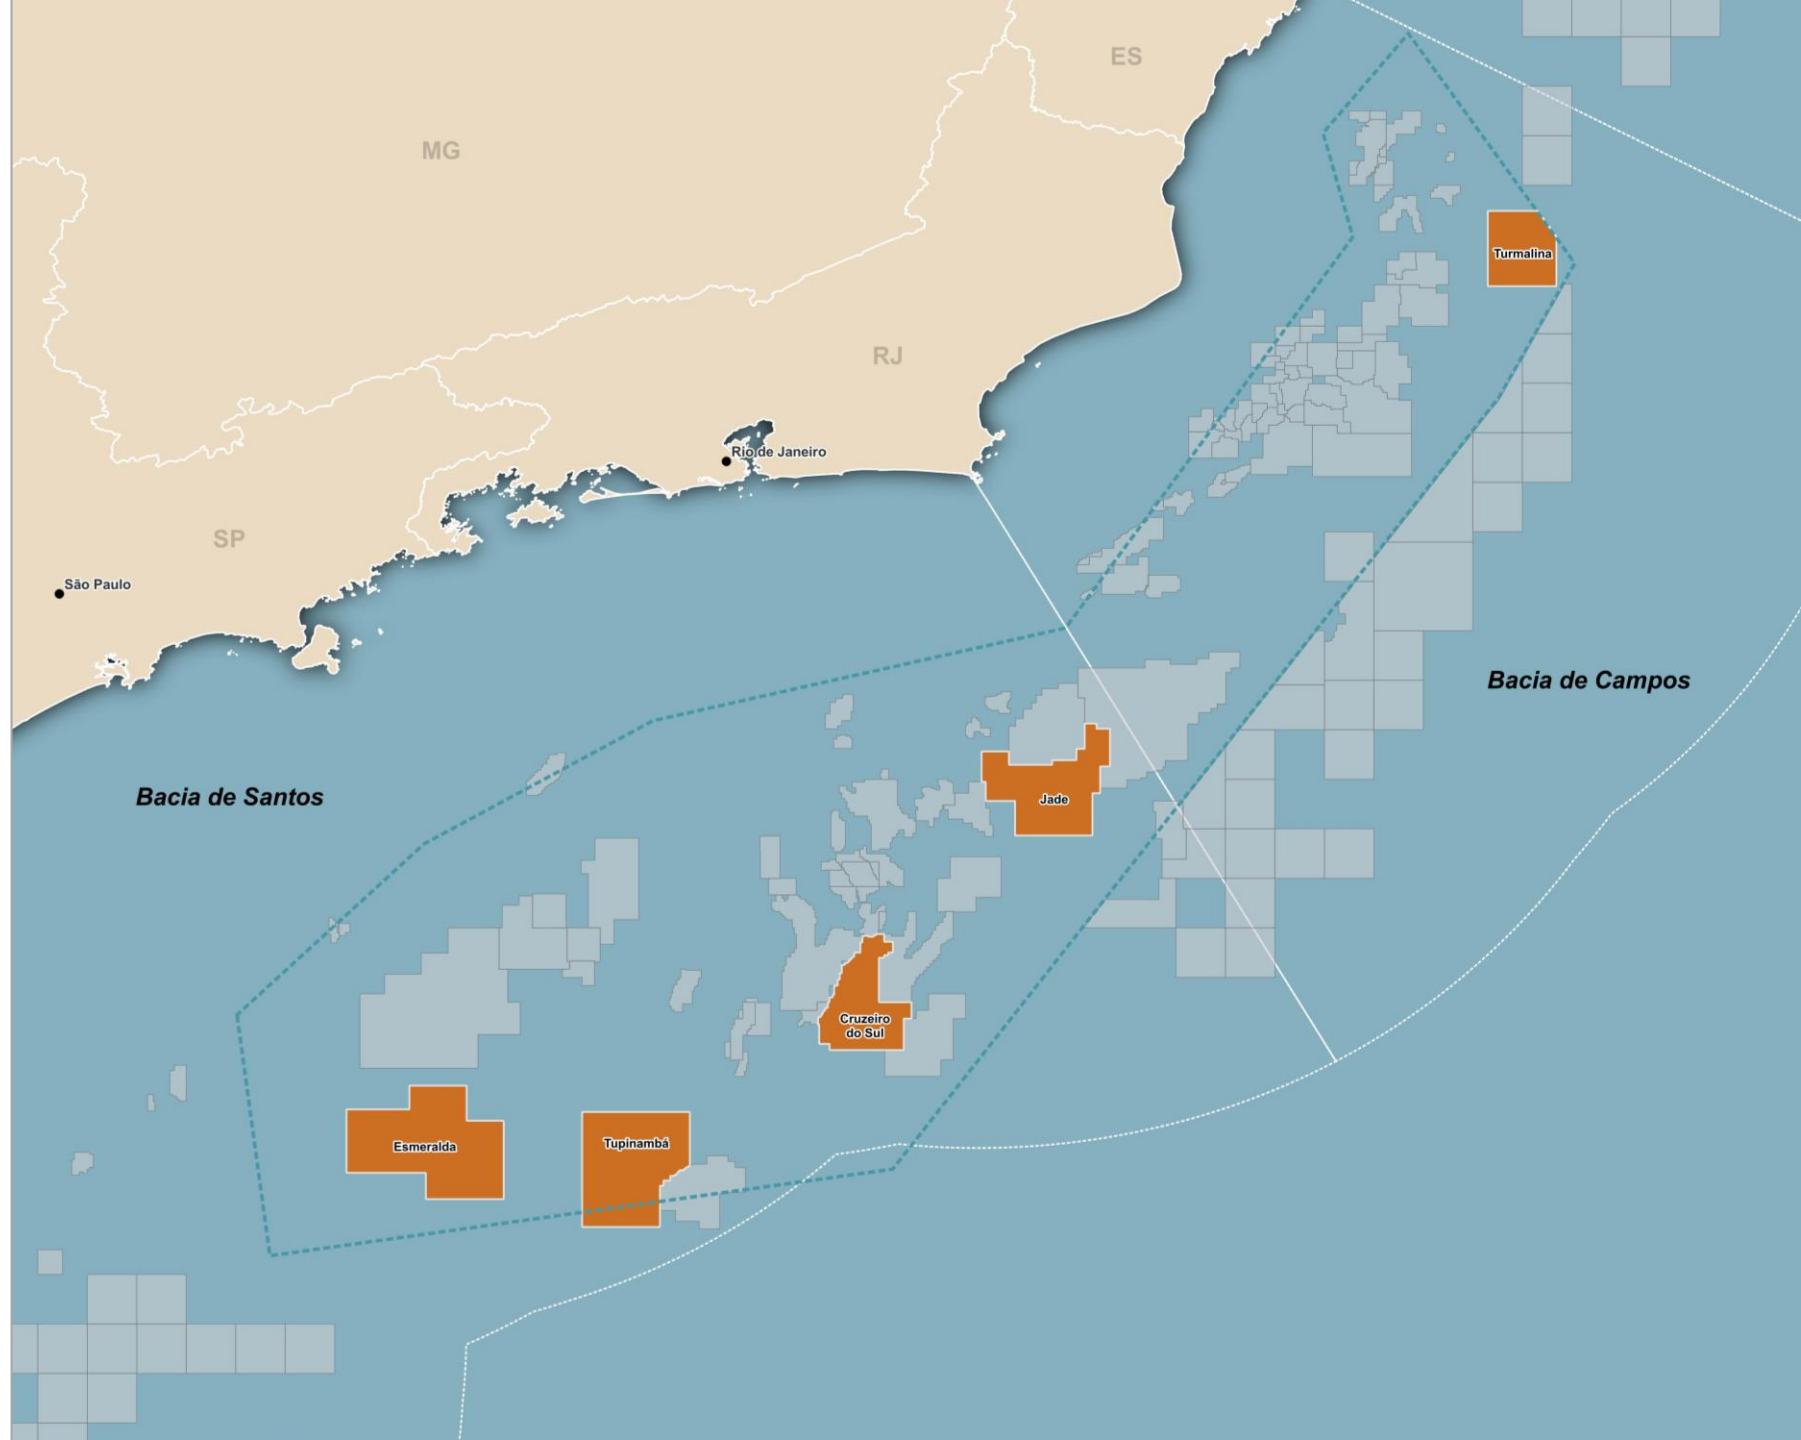 ES
MG
Turmalina
RJ
Rio de Janeiro
SP
São Paulo
Bacia de Campos
Bacia de Santos
Jade
Cruzeiro
do Sul
Esmeralda
Tupinambá